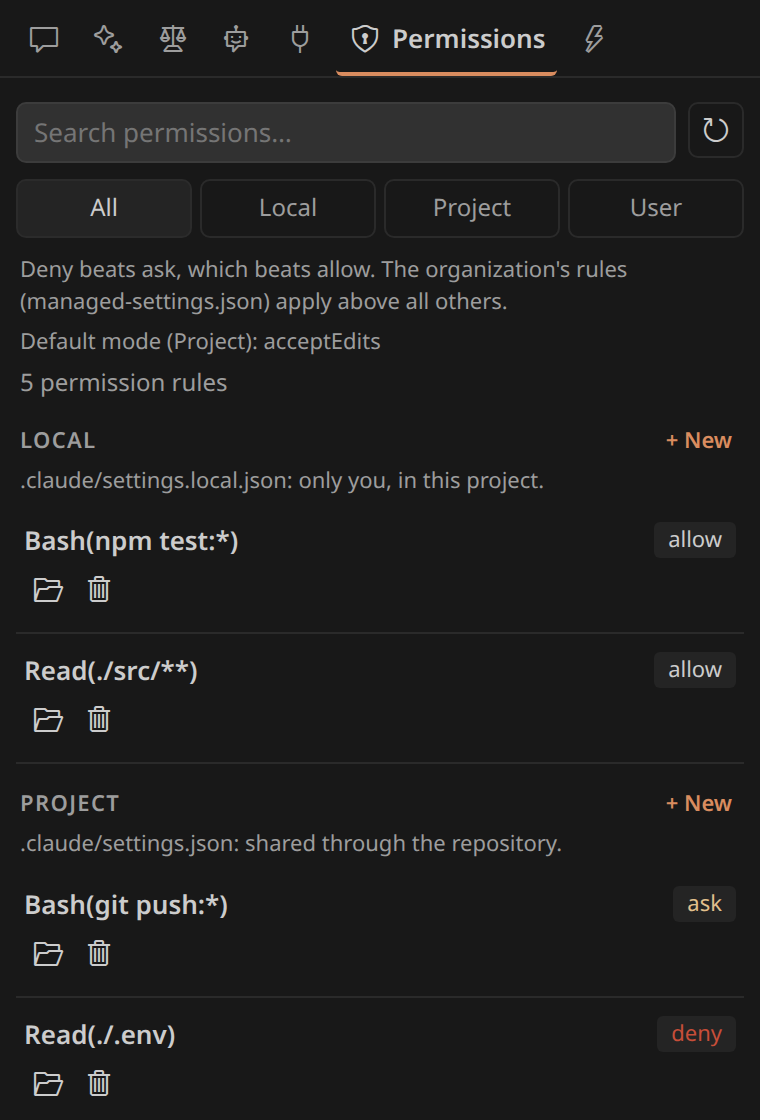 Permissions
Search permissions...
All
Local
Project
User
Deny beats ask, which beats allow. The organization's rules
(managed-settings.json) apply above all others.
Default mode (Project): acceptEdits
5 permission rules
LOCAL
+ New
.claude/settings.local.json: only you, in this project.
Bash(npm test:*)
allow
Read(./src/**)
allow
PROJECT
+ New
.claude/settings.json: shared through the repository.
Bash(git push:*)
ask
Read(./.env)
deny